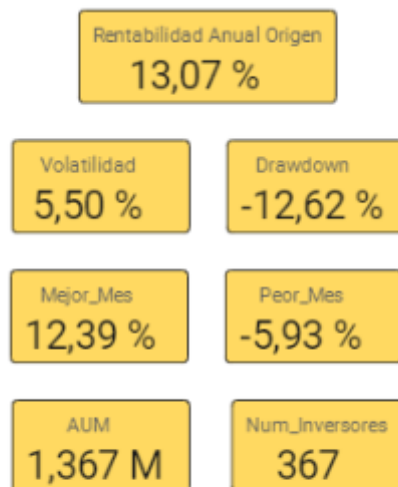 Rentabilidad Anual Origen
13,07 %
Volatilidad
5,50 %
Drawdown
-12,62 %
Mejor_Mes
12,39 %
Peor_Mes
-5,93 %
AUM
1,367 M
Num_Inversores
367